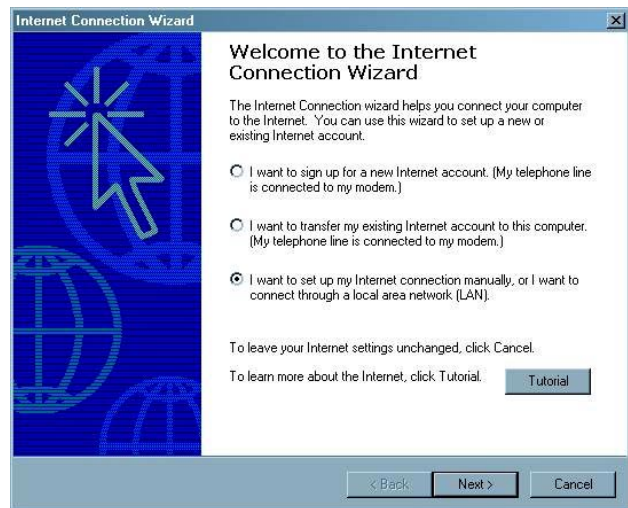 Internet Connection Wizard
Welcome to the Internet
Connection Wizard
The Internet Connection wizard helps you connect your computer
to the Internet. You can use this wizard to set up a new or
existing Internet account.
I want to sign up for a new Internet account. (My telephone line
is connected to my modem.)
I want to transfer my existing Internet account to this computer.
(My telephone line is connected to my modem.)
I want to set up my Internet connection manually, or I want to
connect through a local area network (LAN).
To leave your Internet settings unchanged, click Cancel.
To learn more about the Internet, click Tutorial.
Tutorial
< Back
Next >
Cancel